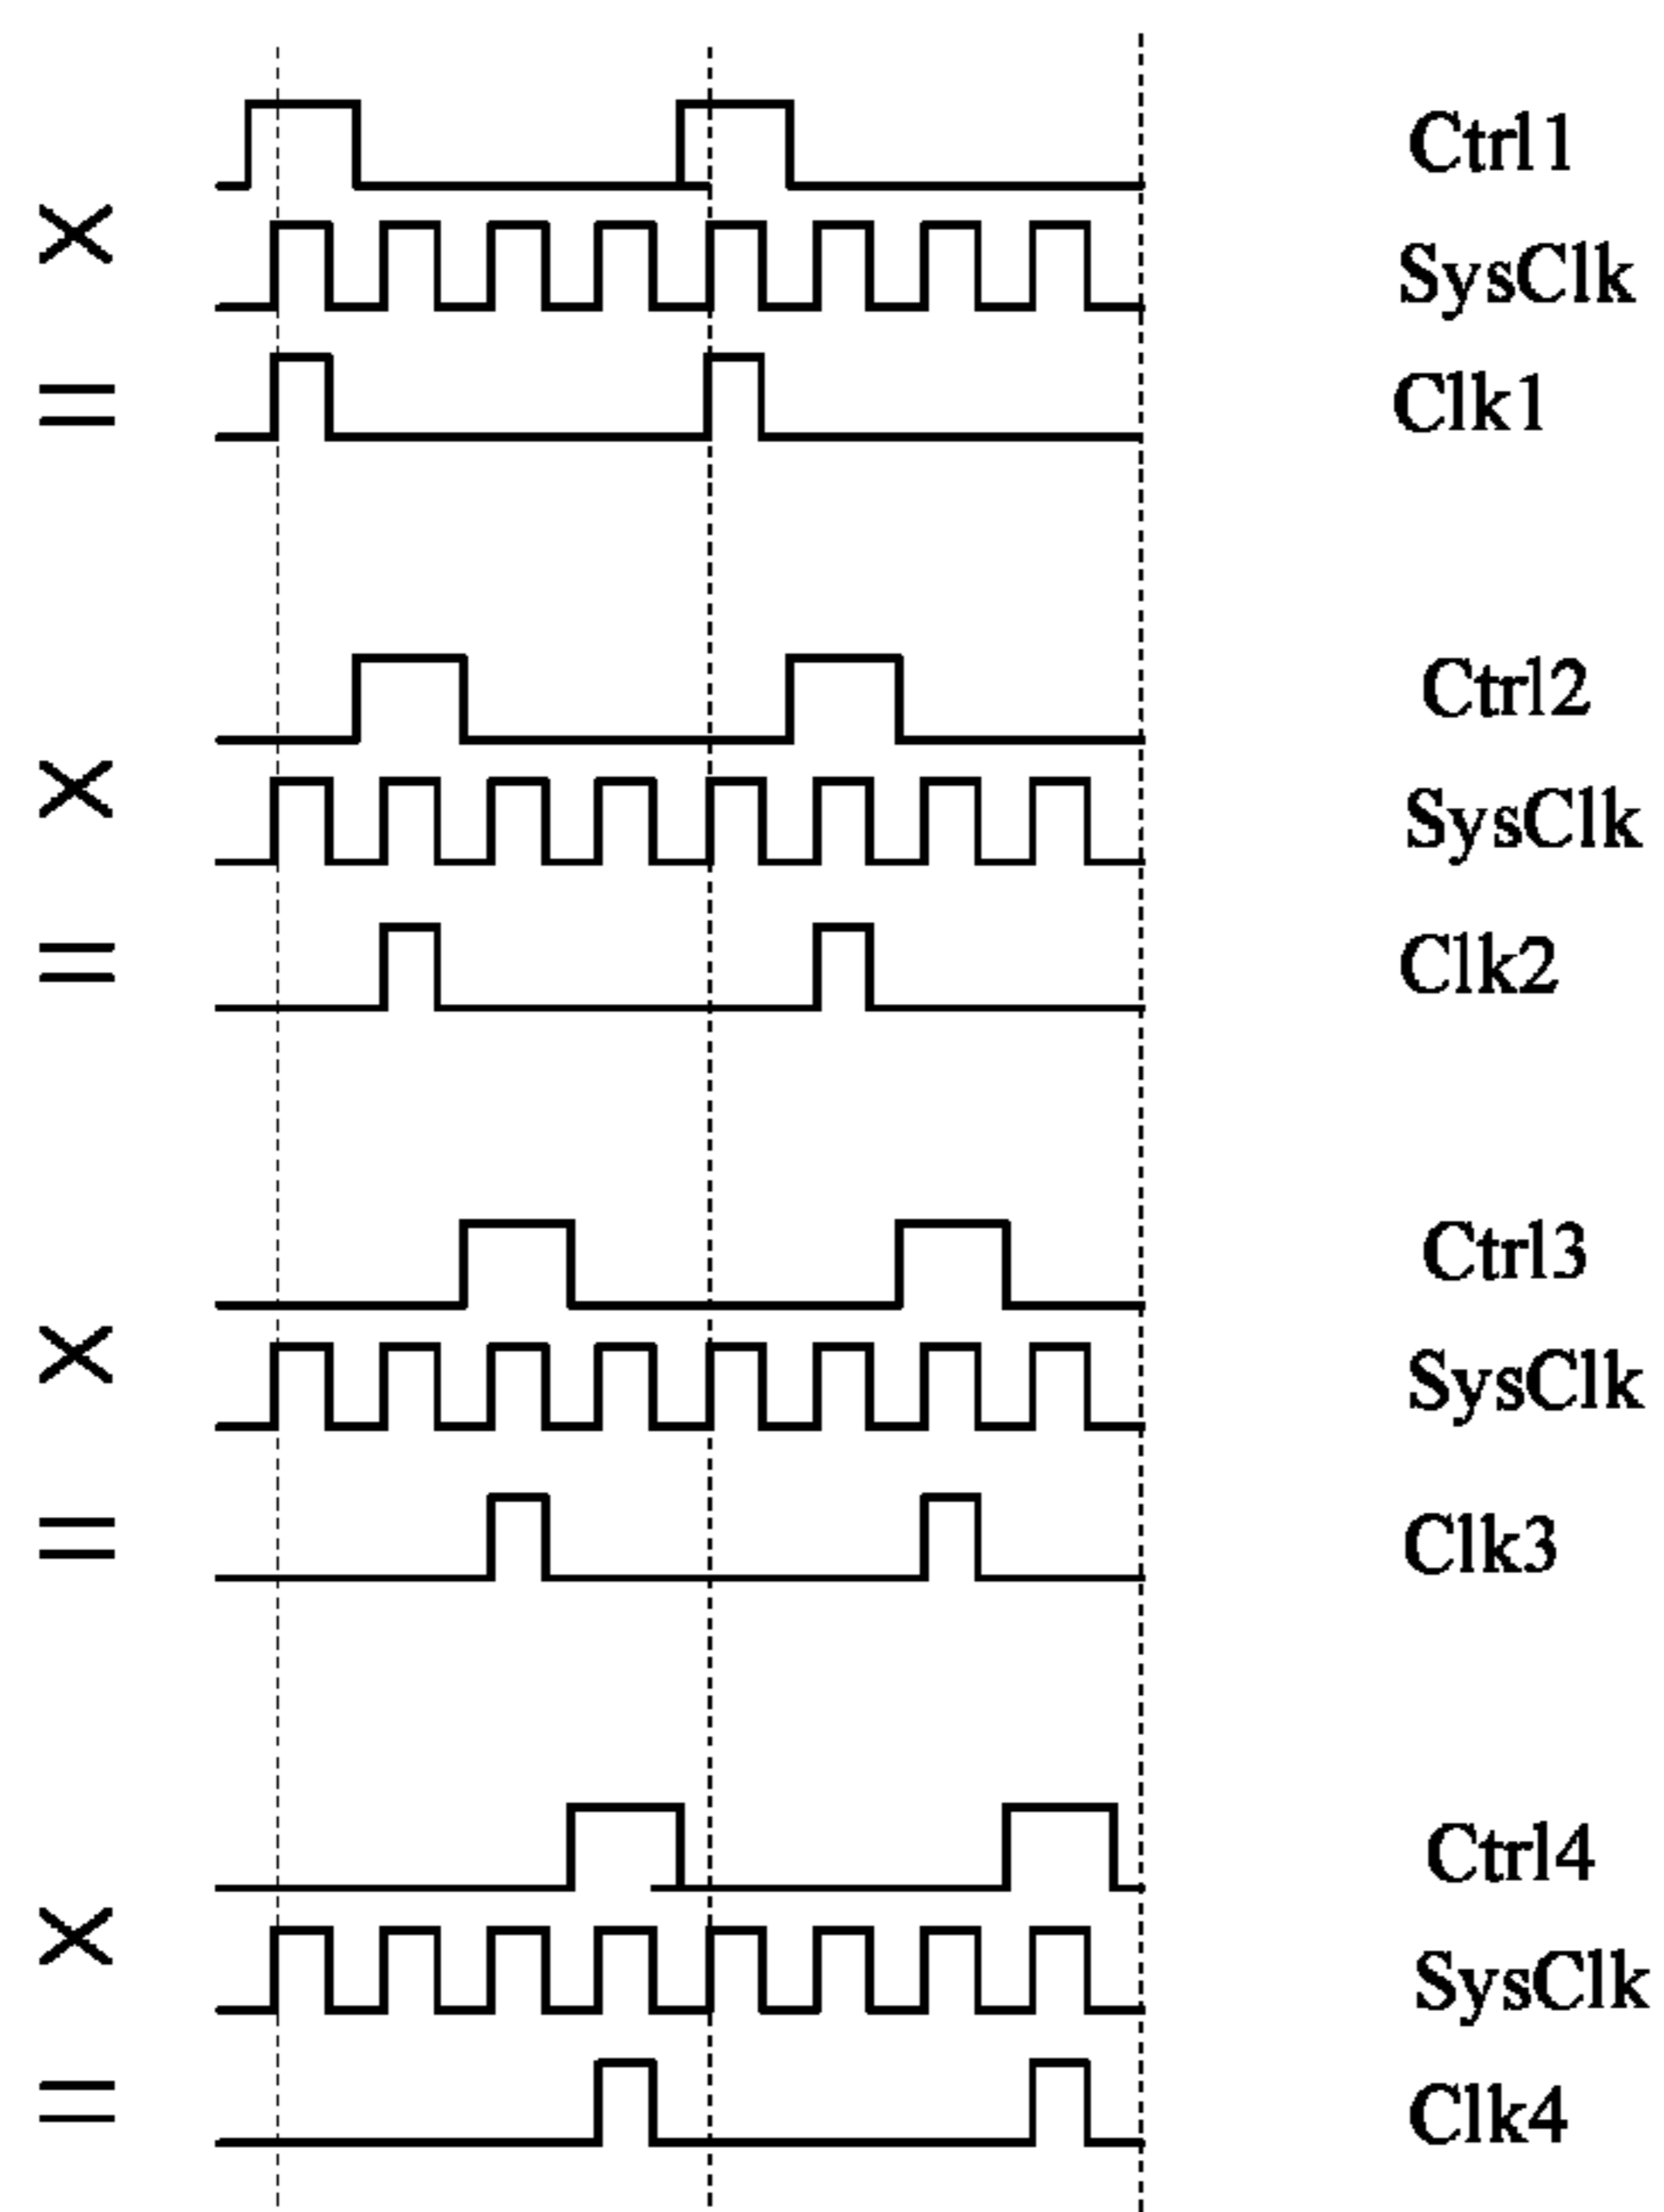 Ctrl1
×
SysClk
=
Clk1
Ctrl2
×
SysClk
=
Clk2
Ctrl3
×
SysClk
=
Clk3
Ctrl4
×
SysClk
=
Clk4